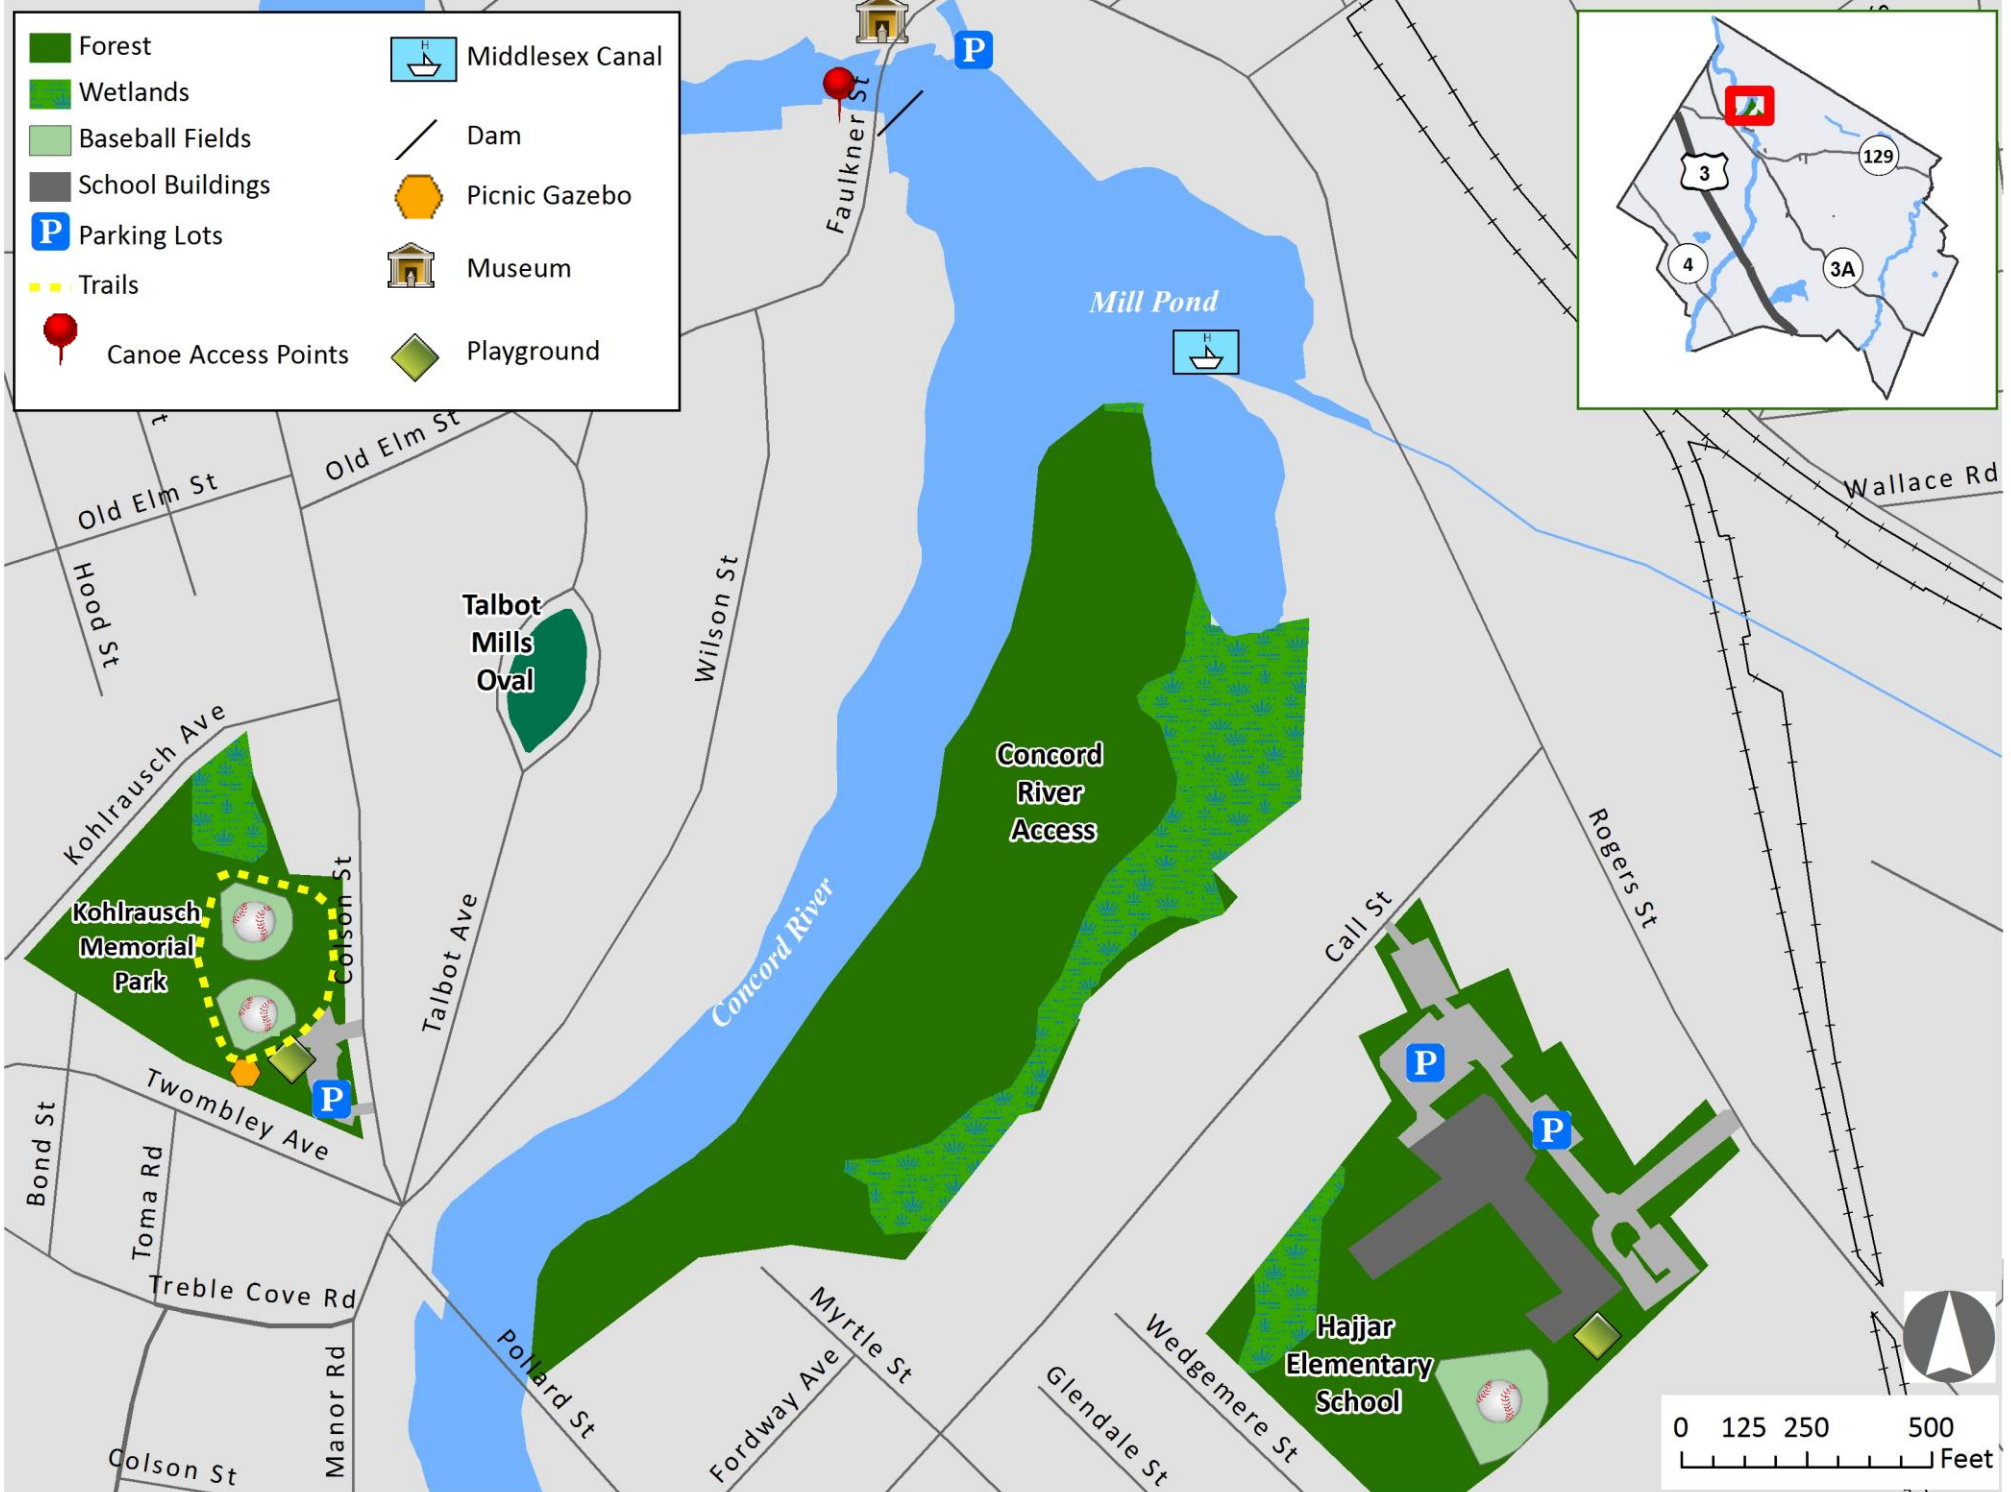 Forest
Wetlands
Baseball Fields
School Buildings
P Parking Lots
Trails
Canoe Access Points
H
Middlesex Canal
Dam
Picnic Gazebo
Museum
Playground
P
Faulkner St
Mill Pond
H
129
3
4
3A
Old Elm St
Old Elm St
Hood St
Wallace Rd
Talbot
Mills
Oval
Wilson St
Kohlrausch Ave
Concord
River
Access
Kohlrausch
Memorial
Park
Colson St
Talbot Ave
Concord River
Call St
Rogers St
P
P
P
Twombley Ave
Bond St
Toma Rd
Treble Cove Rd
Manor Rd
Colson St
Pollard St
Myrtle St
Fordway Ave
Glendale St
Wedgemere St
Hajjar
Elementary
School
0 125 250 500
Feet